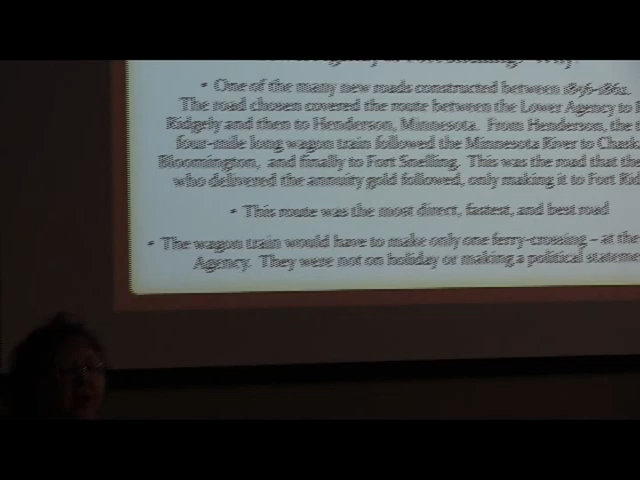 • One of the many new roads constructed between 1856-1862.
The road chosen covered the route between the Lower Agency to
Ridgely and then to Henderson, Minnesota. From Henderson, the
four-mile long wagon train followed the Minnesota River to Chaska,
Bloomington, and finally to Fort Snelling. This was the road that
who delivered the annuity gold followed, only making it to Fort
• This route was the most direct, fastest, and best road
• The wagon train would have to make only one ferry-crossing – at the
Agency. They were not on holiday or making a political